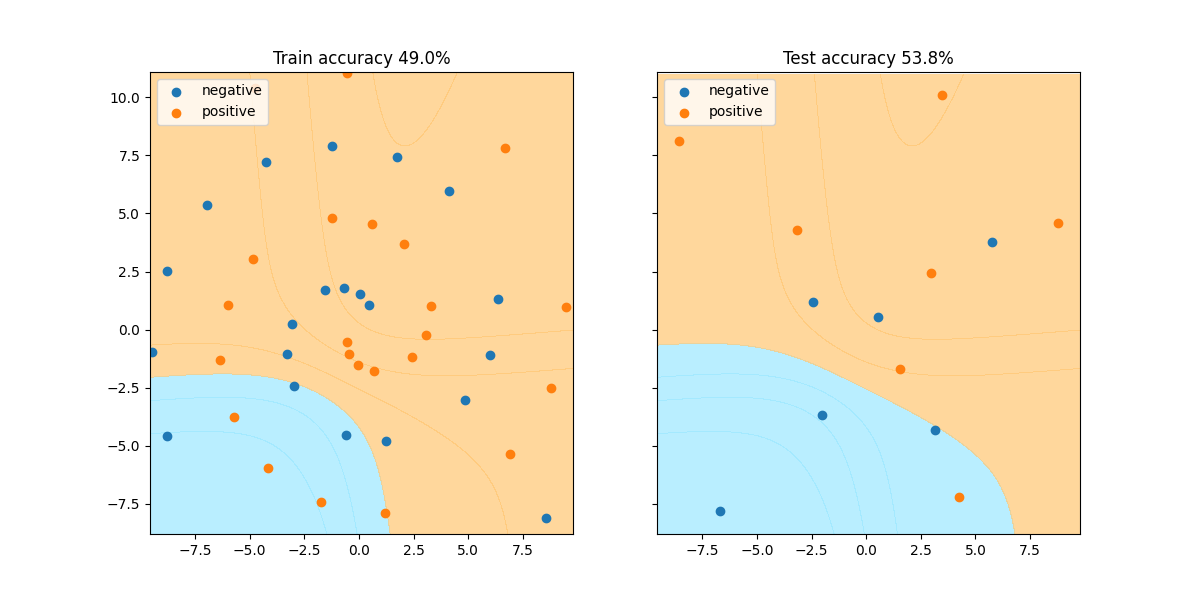 Train accuracy 49.0%
negative
positive
10.0
7.5
5.0
2.5
0.0
−2.5
−5.0
−7.5
−7.5 −5.0 −2.5 0.0 2.5 5.0 7.5
Test accuracy 53.8%
negative
positive
−7.5 −5.0 −2.5 0.0 2.5 5.0 7.5